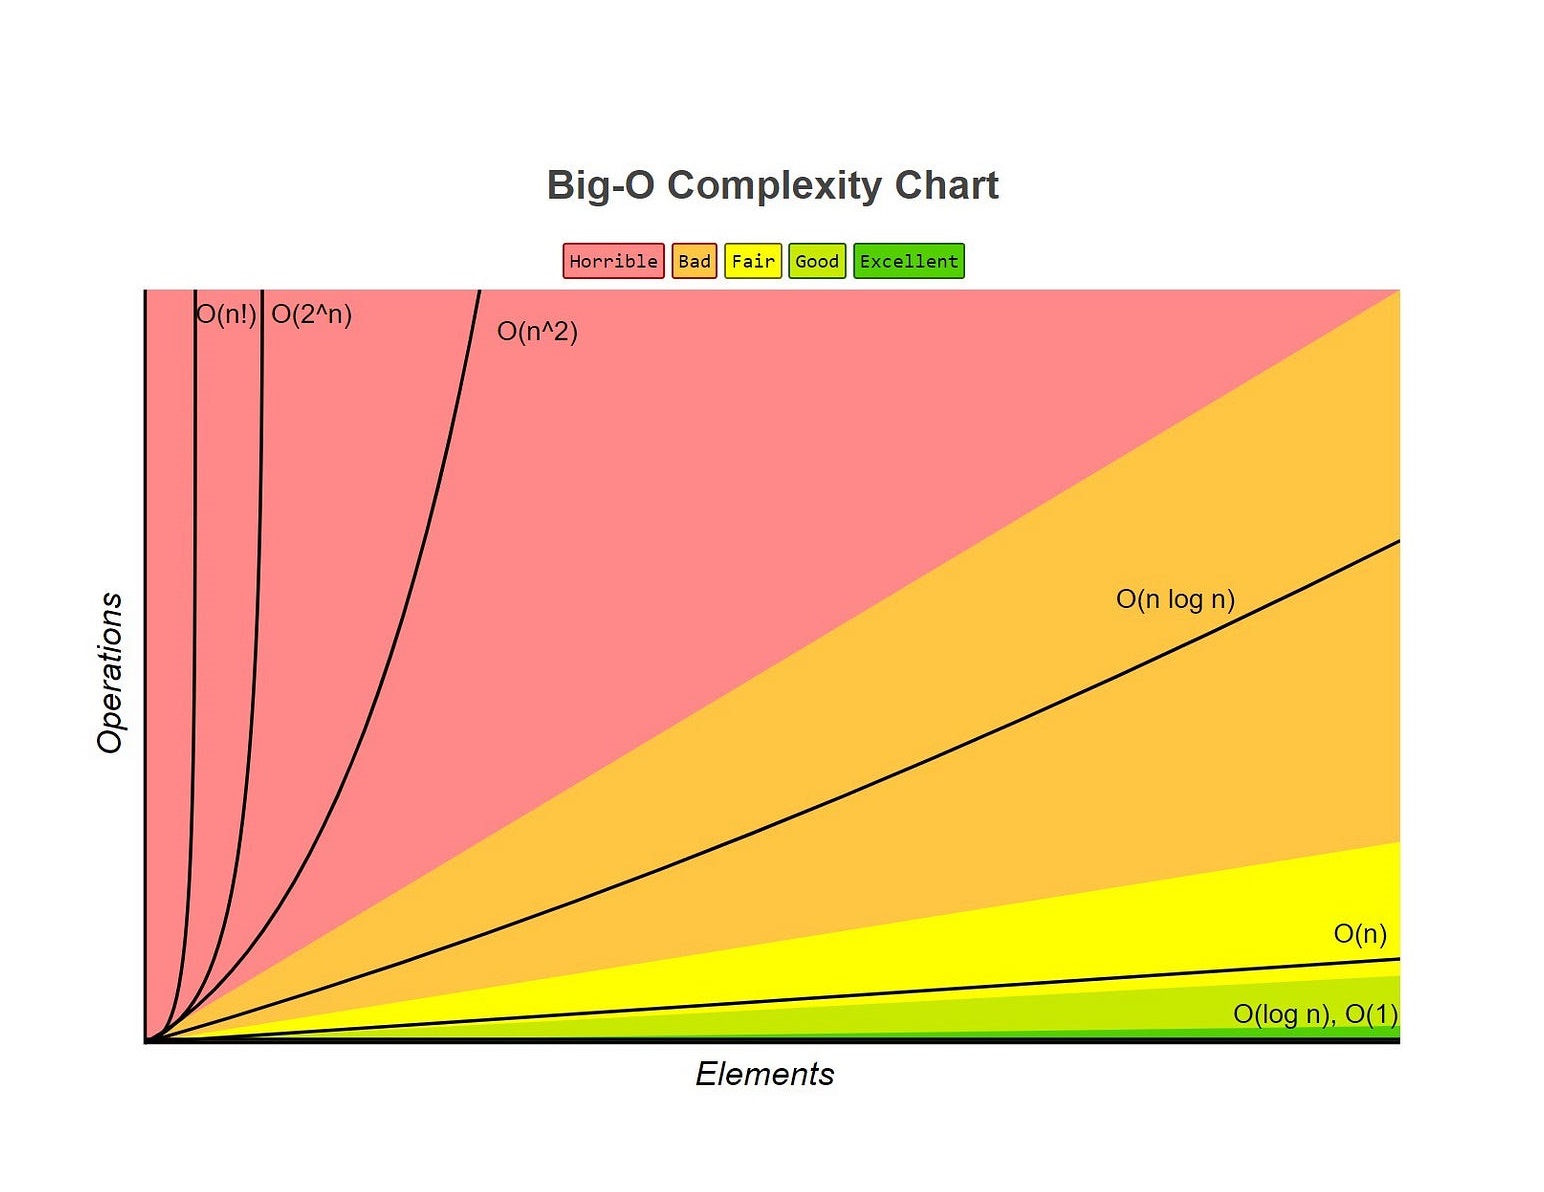 Big-O Complexity Chart
Horrible Bad Fair Good Excellent
O(n!) O(2^n)
O(n^2)
O(n log n)
Operations
O(n)
O(log n), O(1)
Elements